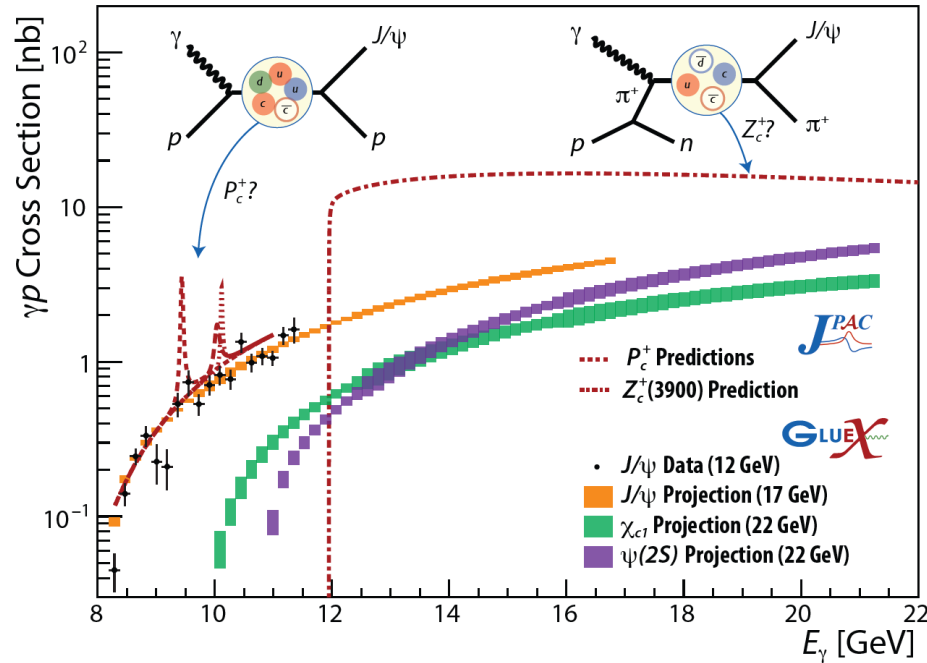 γp Cross Section [nb]
10²
10
1
10⁻¹
γ
p
d
u
u
c
c̅
J/ψ
p
P_c⁺?
γ
p
π⁺
n
d̅
u
c
c̅
J/ψ
π⁺
Z_c⁺?
JPAC
P_c⁺ Predictions
Z_c⁺(3900) Prediction
GLUEX
J/ψ Data (12 GeV)
J/ψ Projection (17 GeV)
χ_c1 Projection (22 GeV)
ψ(2S) Projection (22 GeV)
8 10 12 14 16 18 20 22
E_γ [GeV]